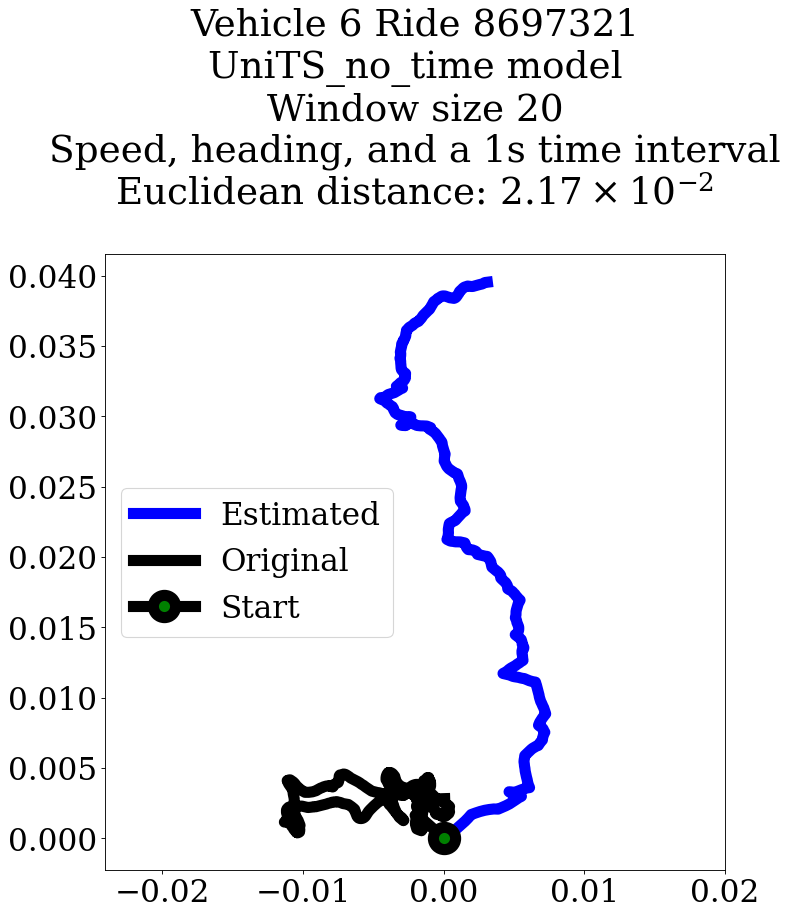 Vehicle 6 Ride 8697321
UniTS_no_time model
Window size 20
Speed, heading, and a 1s time interval
Euclidean distance: 2.17 × 10⁻²
0.040
0.035
0.030
0.025
0.020
0.015
0.010
0.005
0.000
Estimated
Original
Start
−0.02 −0.01 0.00 0.01 0.02